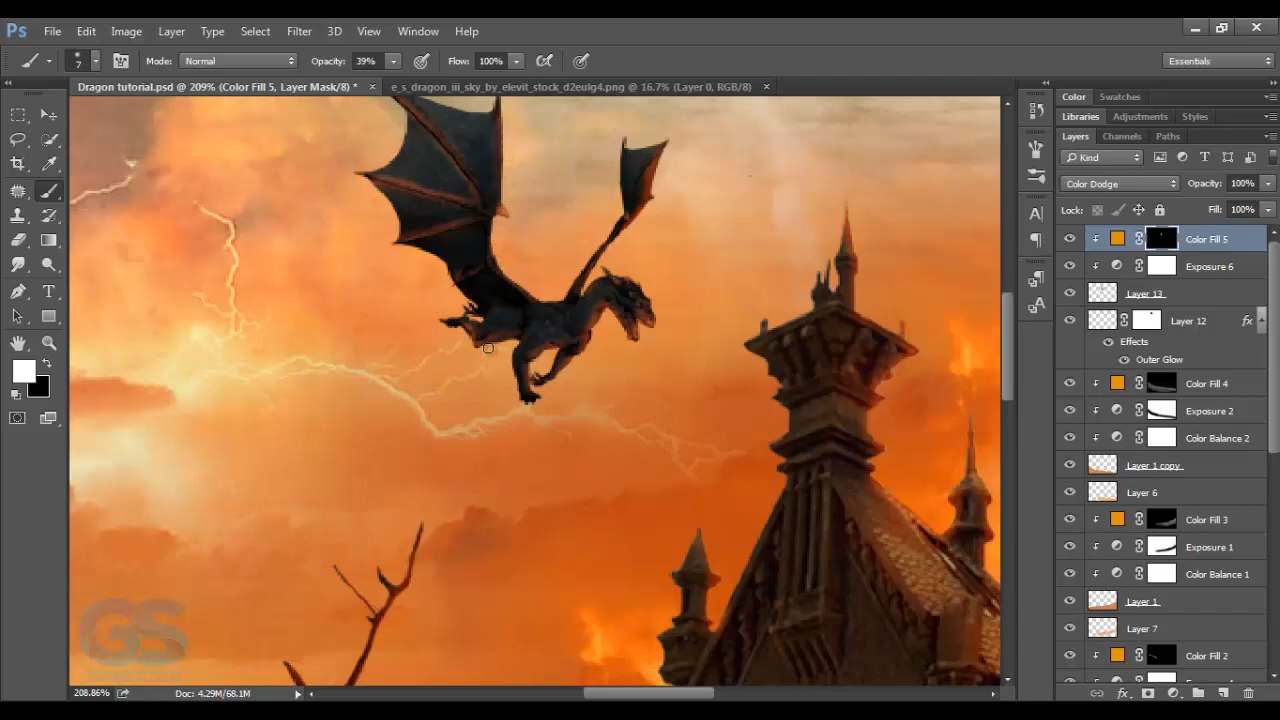 Ps File Edit Image Layer Type Select Filter 3D View Window Help
7 Mode: Normal Opacity: 39% Flow: 100% Essentials
Dragon tutorial.psd @ 209% (Color Fill 5, Layer Mask/8) * e_s_dragon_iii_sky_by_elevit_stock_d2eulg4.png @ 16.7% (Layer 0, RGB/8)
Color Swatches
Libraries Adjustments Styles
Layers Channels Paths
Kind
Color Dodge Opacity: 100%
Lock: Fill: 100%
Color Fill 5
Exposure 6
Layer 13
Layer 12 fx
Effects
Outer Glow
Color Fill 4
Exposure 2
Color Balance 2
Layer 1 copy
Layer 6
Color Fill 3
Exposure 1
Color Balance 1
Layer 1
Layer 7
Color Fill 2
GS
208.86% Doc: 4.29M/68.1M